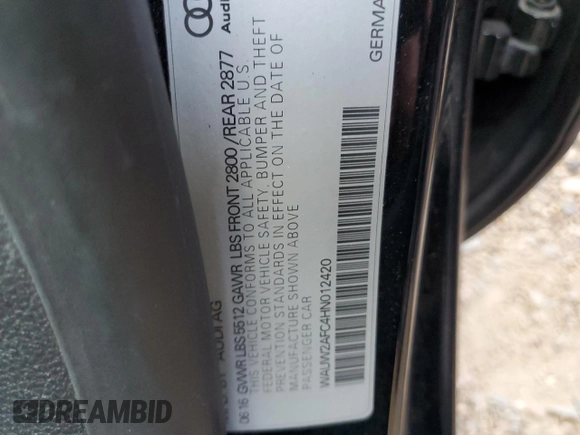 AUDI AG
Audi
GERMA
06.16 GVWR LBS 5512 GAWR LBS FRONT 2800 / REAR 2877
THIS VEHICLE CONFORMS TO ALL APPLICABLE U S
FEDERAL MOTOR VEHICLE SAFETY, BUMPER AND THEFT
PREVENTION STANDARDS IN EFFECT ON THE DATE OF
MANUFACTURE SHOWN ABOVE
PASSENGER CAR
WAUW2AFC4HN012420
DREAMBID